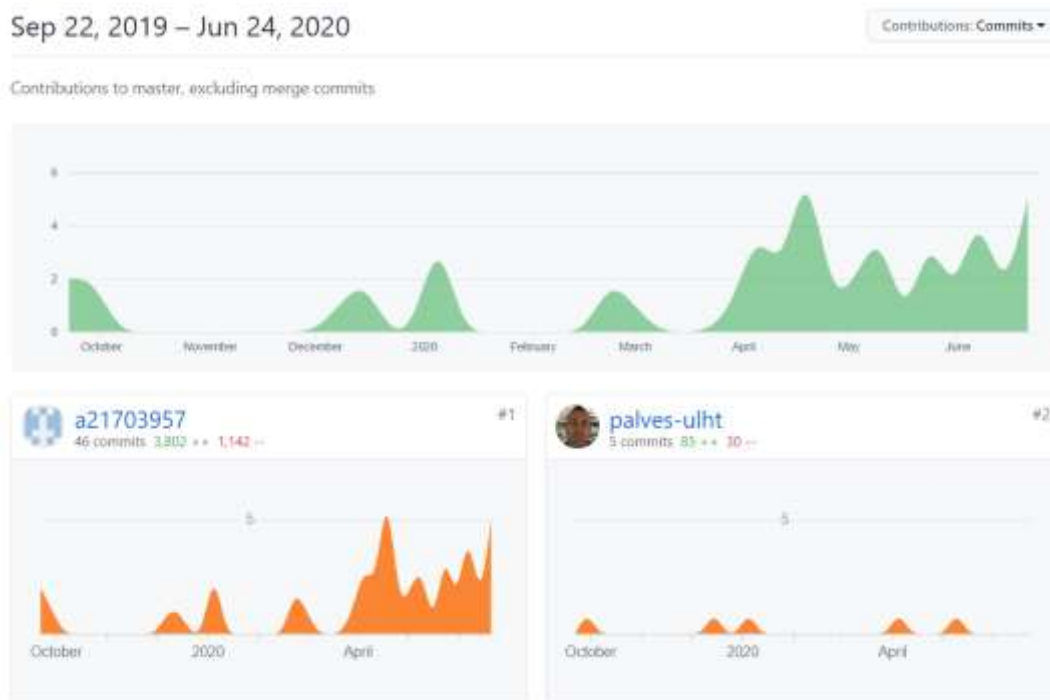 Sep 22, 2019 – Jun 24, 2020
Contributions: Commits
Contributions to master, excluding merge commits
6
4
2
0
October November December 2020 February March April May June
a21703957 #1
46 commits 3,802 ++ 1,142 --
5
October 2020 April
palves-ulht #2
5 commits 85 ++ 30 --
5
October 2020 April